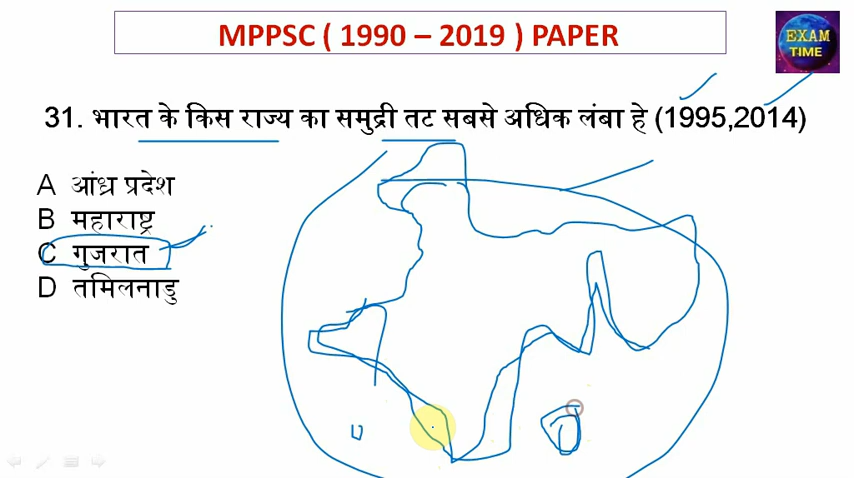 MPPSC ( 1990 – 2019 ) PAPER
EXAM
TIME
31. भारत के किस राज्य का समुद्री तट सबसे अधिक लंबा हे (1995,2014)
A आंध्र प्रदेश
B महाराष्ट्र
C गुजरात
D तमिलनाडु